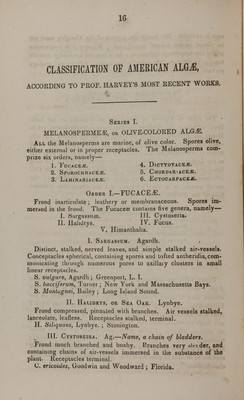 16
CLASSIFICATION OF AMERICAN ALGÆ,
ACCORDING TO PROF. HARVEY'S MOST RECENT WORKS.
Series I.
MELANOSPERMEÆ, or OLIVE-COLORED ALGÆ.
All the Melanosperms are marine, of olive color. Spores olive,
either external or in proper receptacles. The Melanosperms com-
prize six orders, namely—
1. Fucaceæ. 4. Dictyotaceæ.
2. Sporochnaceæ. 5. Chordariaceæ.
3. Laminariaceæ. 6. Ectocarpaceæ.
Order I.—FUCACEÆ.
Frond inarticulate; leathery or membranaceous. Spores im-
mersed in the frond. The Fucaceæ contains five genera, namely—
I. Sargassum. III. Cystoseria.
II. Halidrys. IV. Fucus.
V. Himanthalia.
I. Sargassum. Agardh.
Distinct, stalked, nerved leaves, and simple stalked air-vessels.
Conceptacles spherical, containing spores and tufted antheridia, com-
municating through numerous pores to axillary clusters in small
linear receptacles.
S. vulgare, Agardh; Greenport, L. I.
S. bacciferum, Turner; New York and Massachusetts Bays.
S. Montagnei, Bailey; Long Island Sound.
II. Halidrys, or Sea Oak. Lynbye.
Frond compressed, pinnated with branches. Air vessels stalked,
lanceolate, leafless. Receptacles stalked, terminal.
H. Siliquosa, Lynbye.; Stonington.
III. Cystoseira. Ag.—Name, a chain of bladders.
Frond much branched and bushy. Branches very slender, and
containing chains of air-vessels immersed in the substance of the
plant. Receptacles terminal.
C. ericoides, Goodwin and Woodward; Florida.